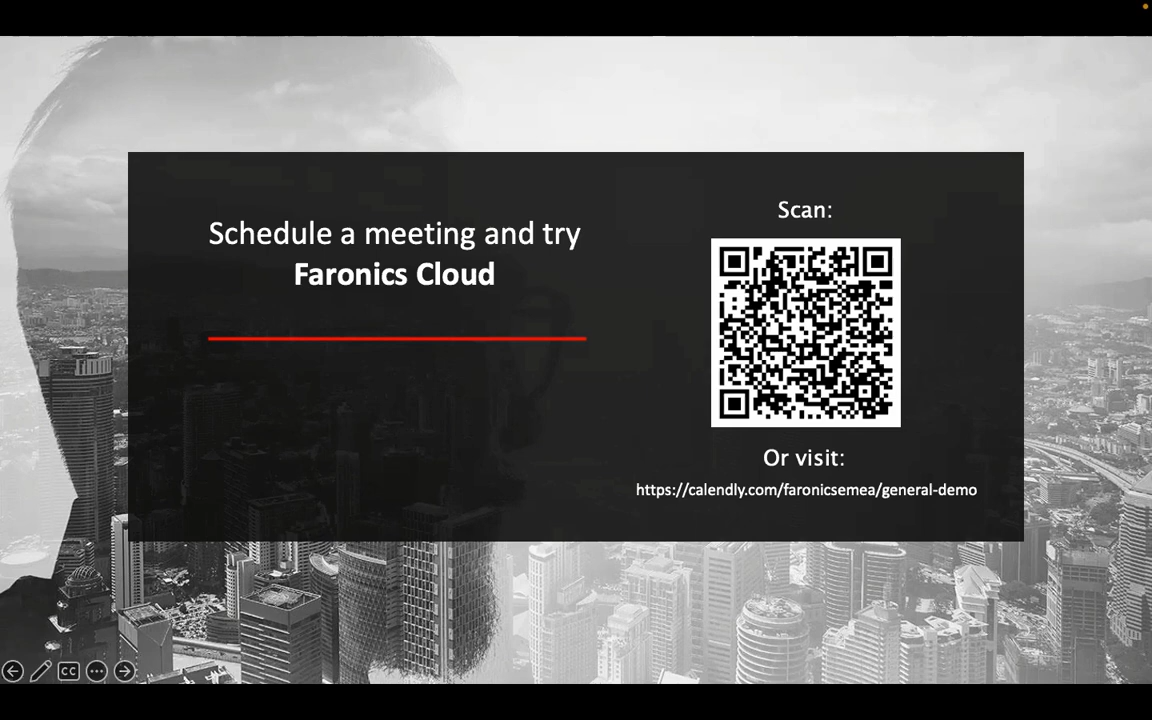 Schedule a meeting and try
Faronics Cloud
Scan:
Or visit:
https://calendly.com/faronicsemea/general-demo
CC